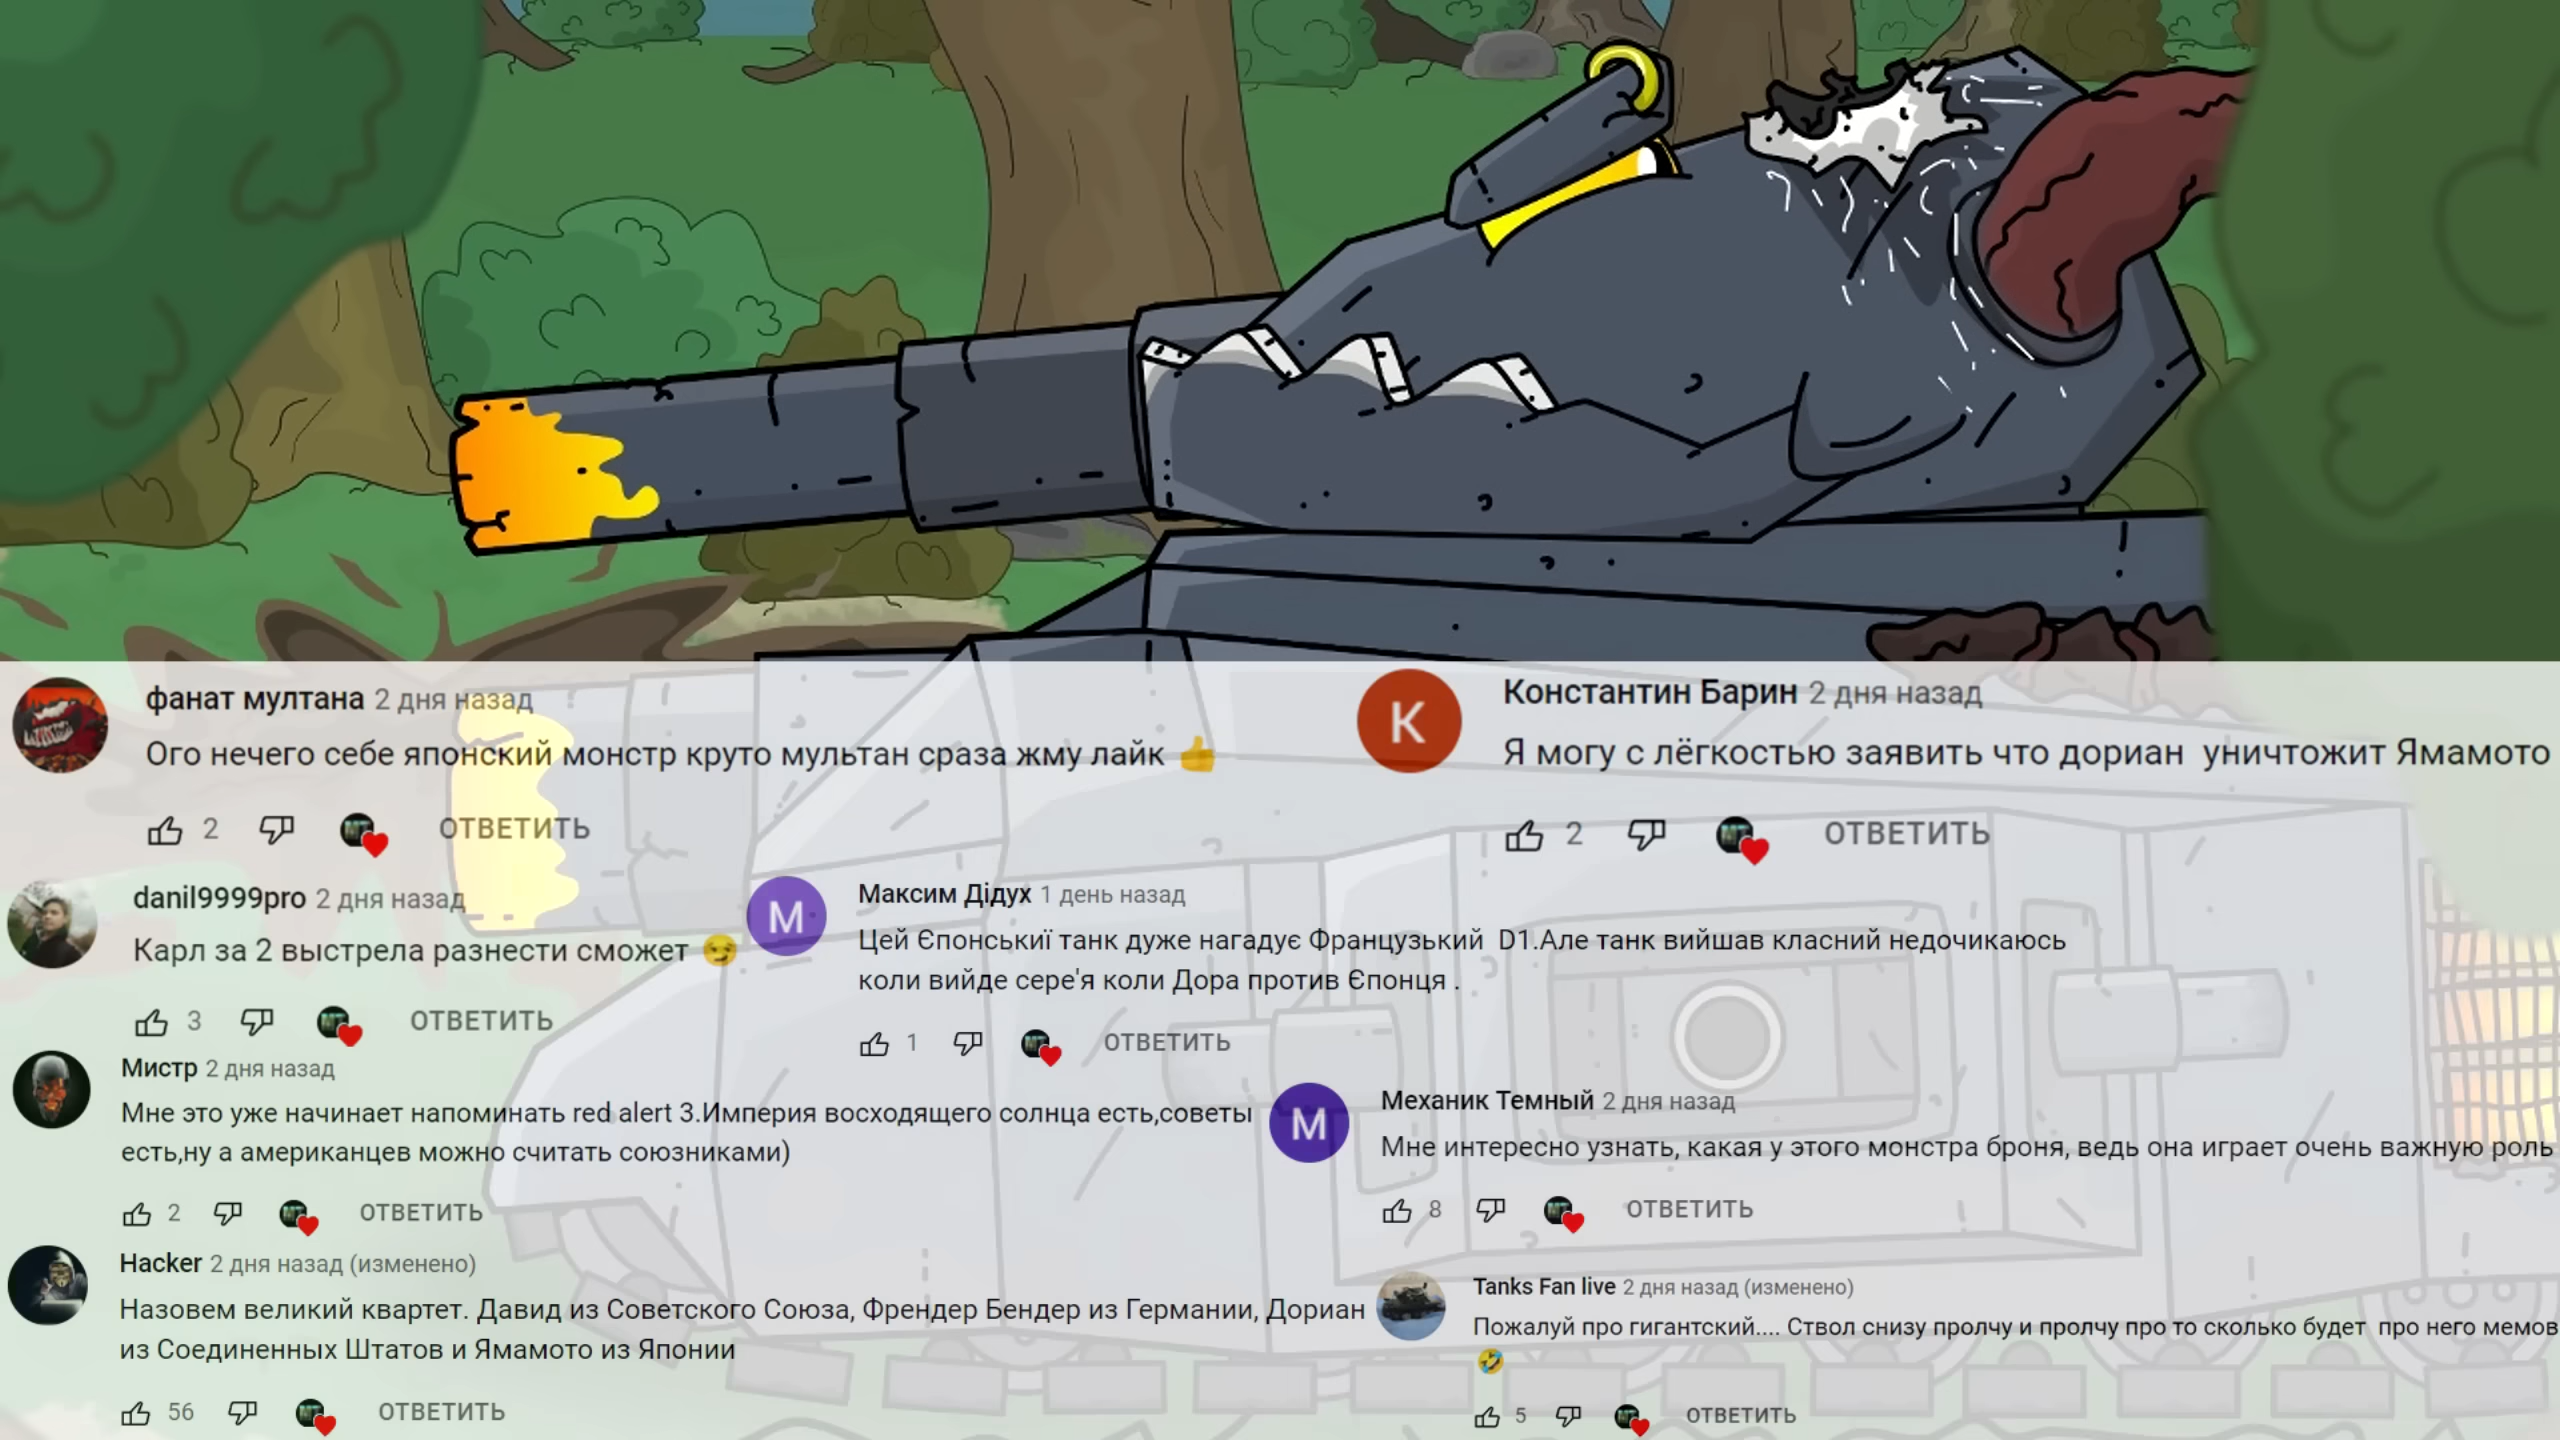 фанат мултана 2 дня назад
Ого нечего себе японский монстр круто мультан сраза жму лайк 👍
2 ОТВЕТИТЬ
К
Константин Барин 2 дня назад
Я могу с лёгкостью заявить что дориан уничтожит Ямамото
2 ОТВЕТИТЬ
danil9999pro 2 дня назад
Карл за 2 выстрела разнести сможет 😏
3 ОТВЕТИТЬ
М
Максим Дідух 1 день назад
Цей Єпонський танк дуже нагадує Французький D1.Але танк вийшав класний недочикаюсь
коли вийде сере'я коли Дора против Єпонця .
1 ОТВЕТИТЬ
Мистр 2 дня назад
Мне это уже начинает напоминать red alert 3.Империя восходящего солнца есть,советы
есть,ну а американцев можно считать союзниками)
2 ОТВЕТИТЬ
М
Механик Темный 2 дня назад
Мне интересно узнать, какая у этого монстра броня, ведь она играет очень важную роль
8 ОТВЕТИТЬ
Hacker 2 дня назад (изменено)
Назовем великий квартет. Давид из Советского Союза, Френдер Бендер из Германии, Дориан
из Соединенных Штатов и Ямамото из Японии
56 ОТВЕТИТЬ
Tanks Fan live 2 дня назад (изменено)
Пожалуй про гигантский.... Ствол снизу пролчу и пролчу про то сколько будет про него мемов
🤣
5 ОТВЕТИТЬ